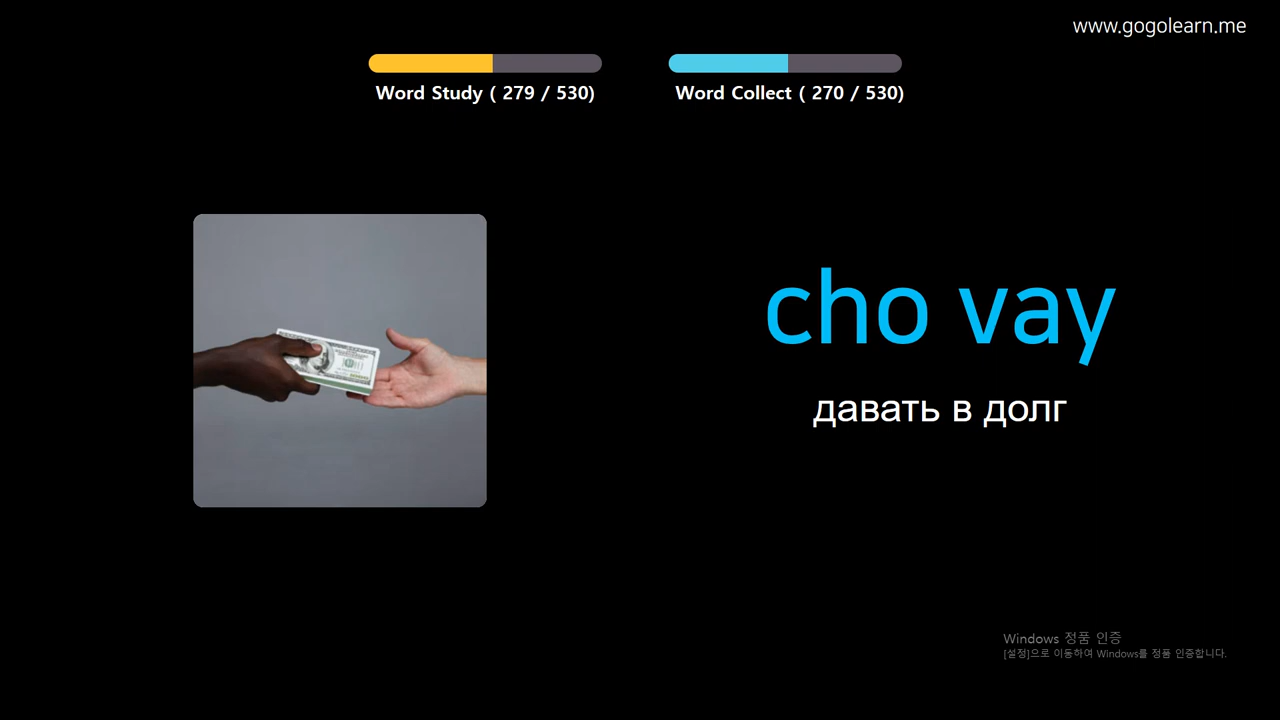 www.gogolearn.me
Word Study ( 279 / 530)
Word Collect ( 270 / 530)
cho vay
давать в долг
Windows 정품 인증
[설정]으로 이동하여 Windows를 정품 인증합니다.